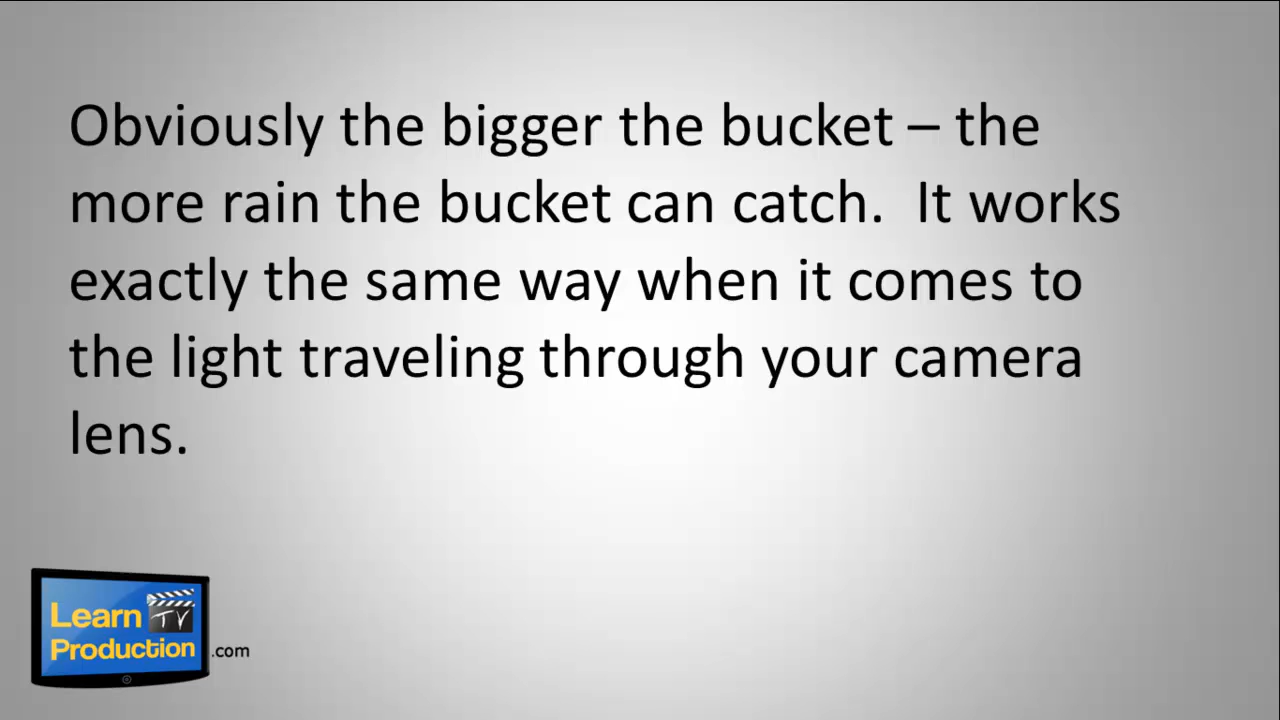 Obviously the bigger the bucket – the
more rain the bucket can catch.  It works
exactly the same way when it comes to
the light traveling through your camera
lens.
Learn TV
Production .com